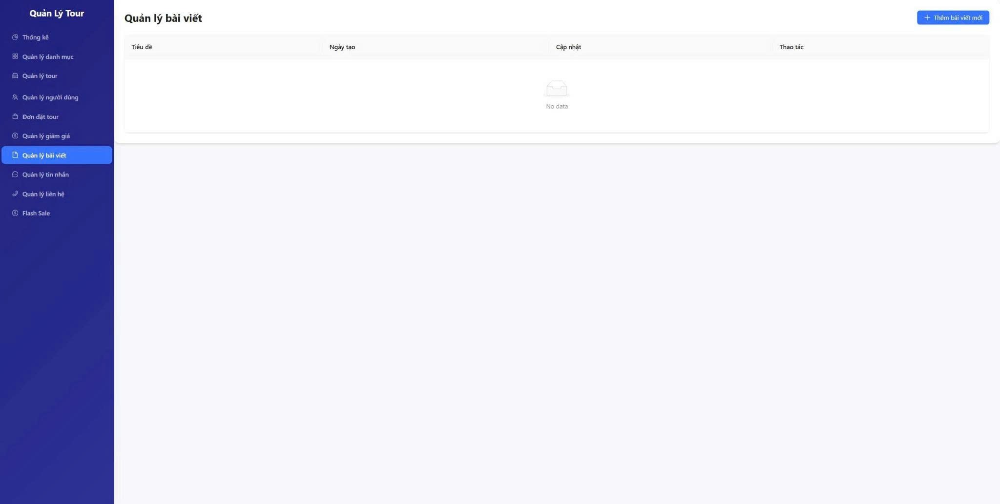 Quản Lý Tour
Thống kê
Quản lý danh mục
Quản lý tour
Quản lý người dùng
Đơn đặt tour
Quản lý giảm giá
Quản lý bài viết
Quản lý tin nhắn
Quản lý liên hệ
Flash Sale
Quản lý bài viết
Thêm bài viết mới
Tiêu đề Ngày tạo Cập nhật Thao tác
No data